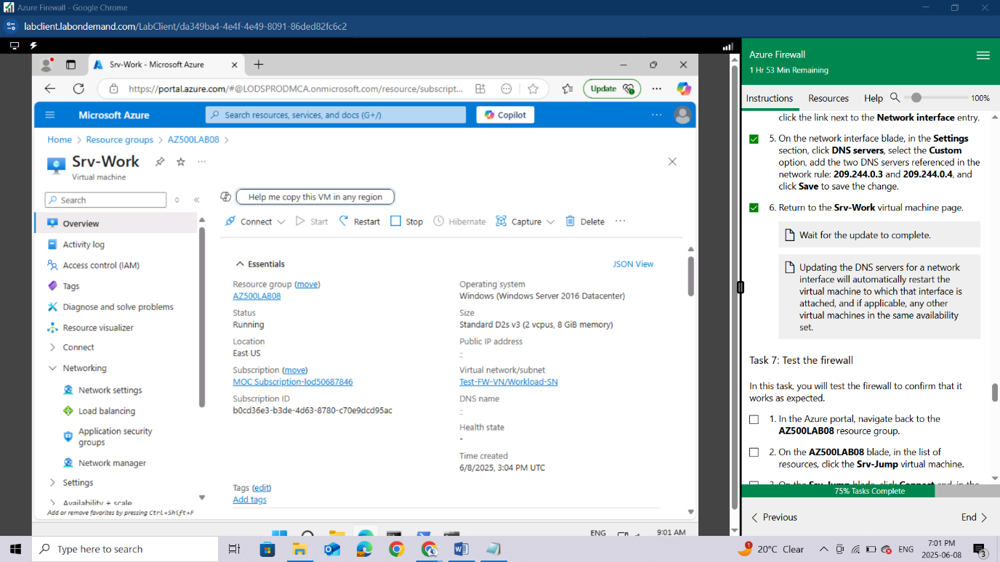 Azure Firewall - Google Chrome
labclient.labondemand.com/LabClient/da349ba4-4e4f-4e49-8091-86ded82fc6c2
Srv-Work - Microsoft Azure
https://portal.azure.com/#@LODSPRODMCA.onmicrosoft.com/resource/subscript...
Update
Microsoft Azure
Search resources, services, and docs (G+/)
Copilot
Home > Resource groups > AZ500LAB08 >
Srv-Work
Virtual machine
Search
Help me copy this VM in any region
Connect
Start
Restart
Stop
Hibernate
Capture
Delete
Overview
Activity log
Access control (IAM)
Tags
Diagnose and solve problems
Resource visualizer
Connect
Networking
Network settings
Load balancing
Application security
groups
Network manager
Settings
Availability + scale
Add or remove favorites by pressing Ctrl+Shift+F
Essentials
JSON View
Resource group (move)
AZ500LAB08
Status
Running
Location
East US
Subscription (move)
MOC Subscription-lod50687846
Subscription ID
b0cd36e3-b3de-4d63-8780-c70e9dcd95ac
Operating system
Windows (Windows Server 2016 Datacenter)
Size
Standard D2s v3 (2 vcpus, 8 GiB memory)
Public IP address
-
Virtual network/subnet
Test-FW-VN/Workload-SN
DNS name
-
Health state
-
Time created
6/8/2025, 3:04 PM UTC
Tags (edit)
Add tags
ENG
9:01 AM
Azure Firewall
1 Hr 53 Min Remaining
Instructions
Resources
Help
100%
click the link next to the Network interface entry.
5. On the network interface blade, in the Settings
section, click DNS servers, select the Custom
option, add the two DNS servers referenced in the
network rule: 209.244.0.3 and 209.244.0.4, and
click Save to save the change.
6. Return to the Srv-Work virtual machine page.
Wait for the update to complete.
Updating the DNS servers for a network
interface will automatically restart the
virtual machine to which that interface is
attached, and if applicable, any other
virtual machines in the same availability
set.
Task 7: Test the firewall
In this task, you will test the firewall to confirm that it
works as expected.
1. In the Azure portal, navigate back to the
AZ500LAB08 resource group.
2. On the AZ500LAB08 blade, in the list of
resources, click the Srv-Jump virtual machine.
3. On the Srv-Jump blade, click Connect and, in the
75% Tasks Complete
Previous
End
Type here to search
1
20°C Clear
ENG
7:01 PM
2025-06-08
3